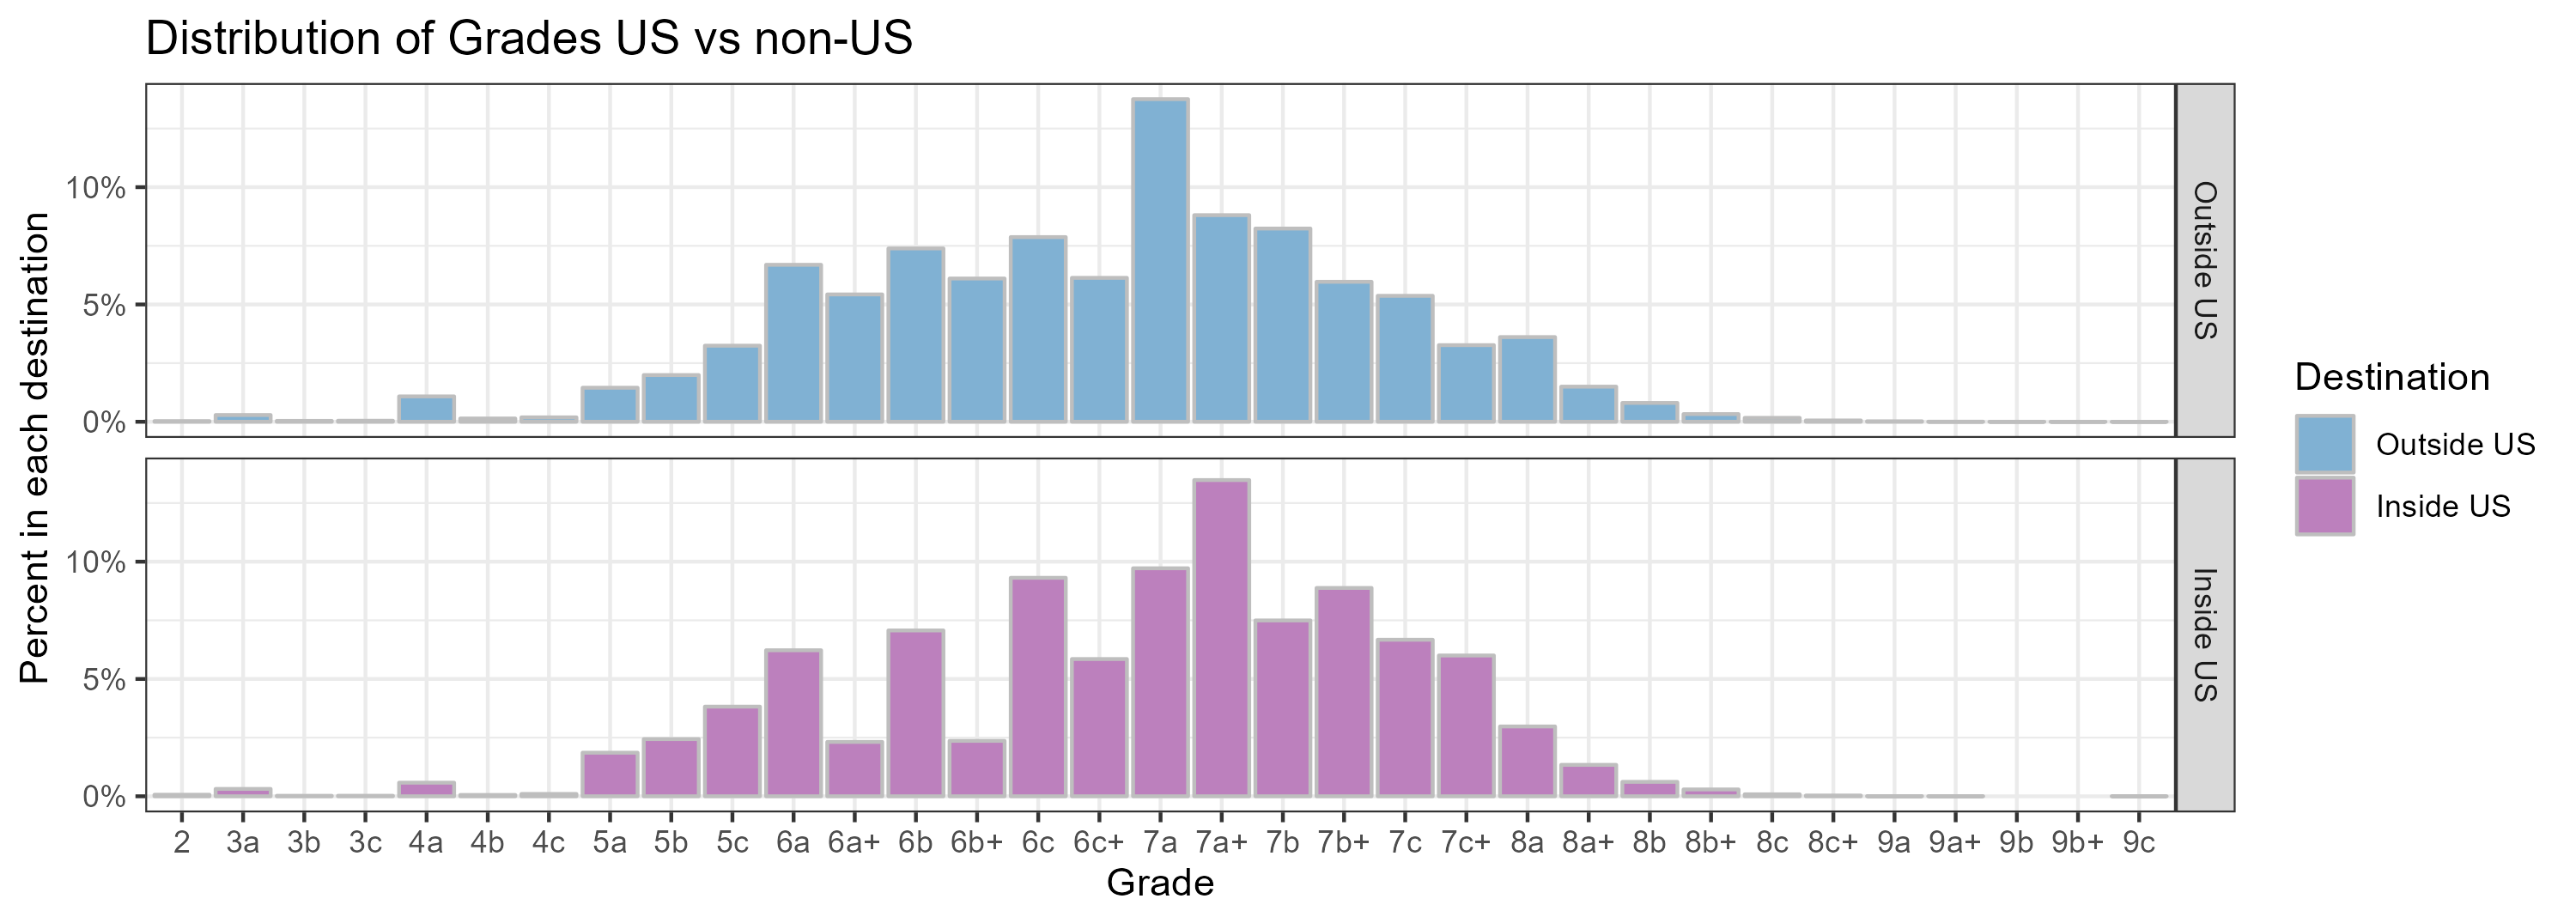 Distribution of Grades US vs non-US
Percent in each destination
10%
5%
0%
Outside US
10%
5%
0%
Inside US
2 3a 3b 3c 4a 4b 4c 5a 5b 5c 6a 6a+ 6b 6b+ 6c 6c+ 7a 7a+ 7b 7b+ 7c 7c+ 8a 8a+ 8b 8b+ 8c 8c+ 9a 9a+ 9b 9b+ 9c
Grade
Destination
Outside US
Inside US